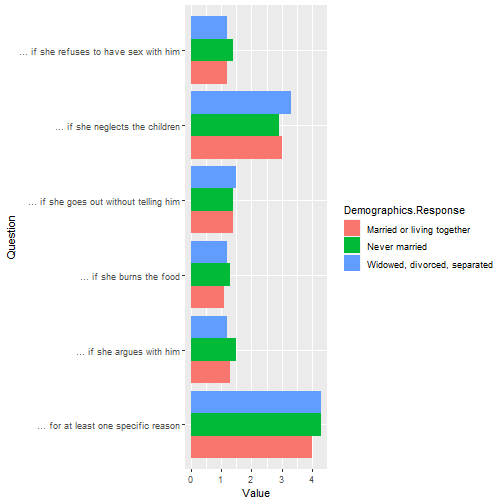 ... if she refuses to have sex with him
... if she neglects the children
... if she goes out without telling him
... if she burns the food
... if she argues with him
... for at least one specific reason
Question
0 1 2 3 4
Value
Demographics.Response
Married or living together
Never married
Widowed, divorced, separated